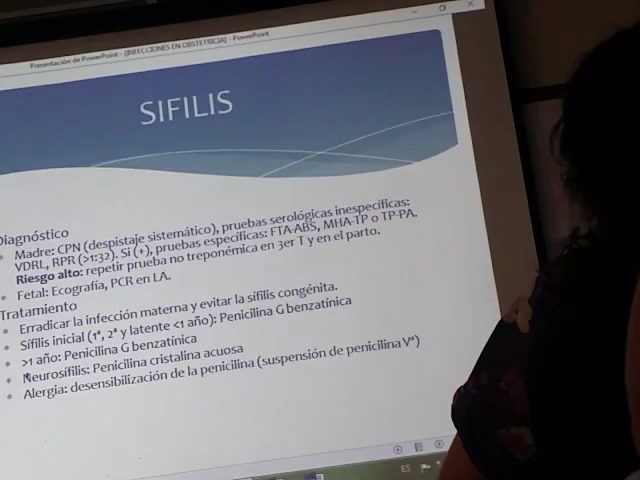 Presentación de PowerPoint - [INFECCIONES EN OBSTETRICIA] - PowerPoint
SIFILIS
Diagnóstico
* Madre: CPN (despistaje sistemático), pruebas serológicas inespecíficas:
VDRL, RPR (>1:32). Si (+), pruebas específicas: FTA-ABS, MHA-TP o TP-PA.
Riesgo alto: repetir prueba no treponémica en 3er T y en el parto.
* Fetal: Ecografía, PCR en LA.
Tratamiento
* Erradicar la infección materna y evitar la sífilis congénita.
* Sífilis inicial (1ª, 2ª y latente <1 año): Penicilina G benzatínica
* >1 año: Penicilina G benzatínica
* Neurosífilis: Penicilina cristalina acuosa
* Alergia: desensibilización de la penicilina (suspensión de penicilina Vª)
ES